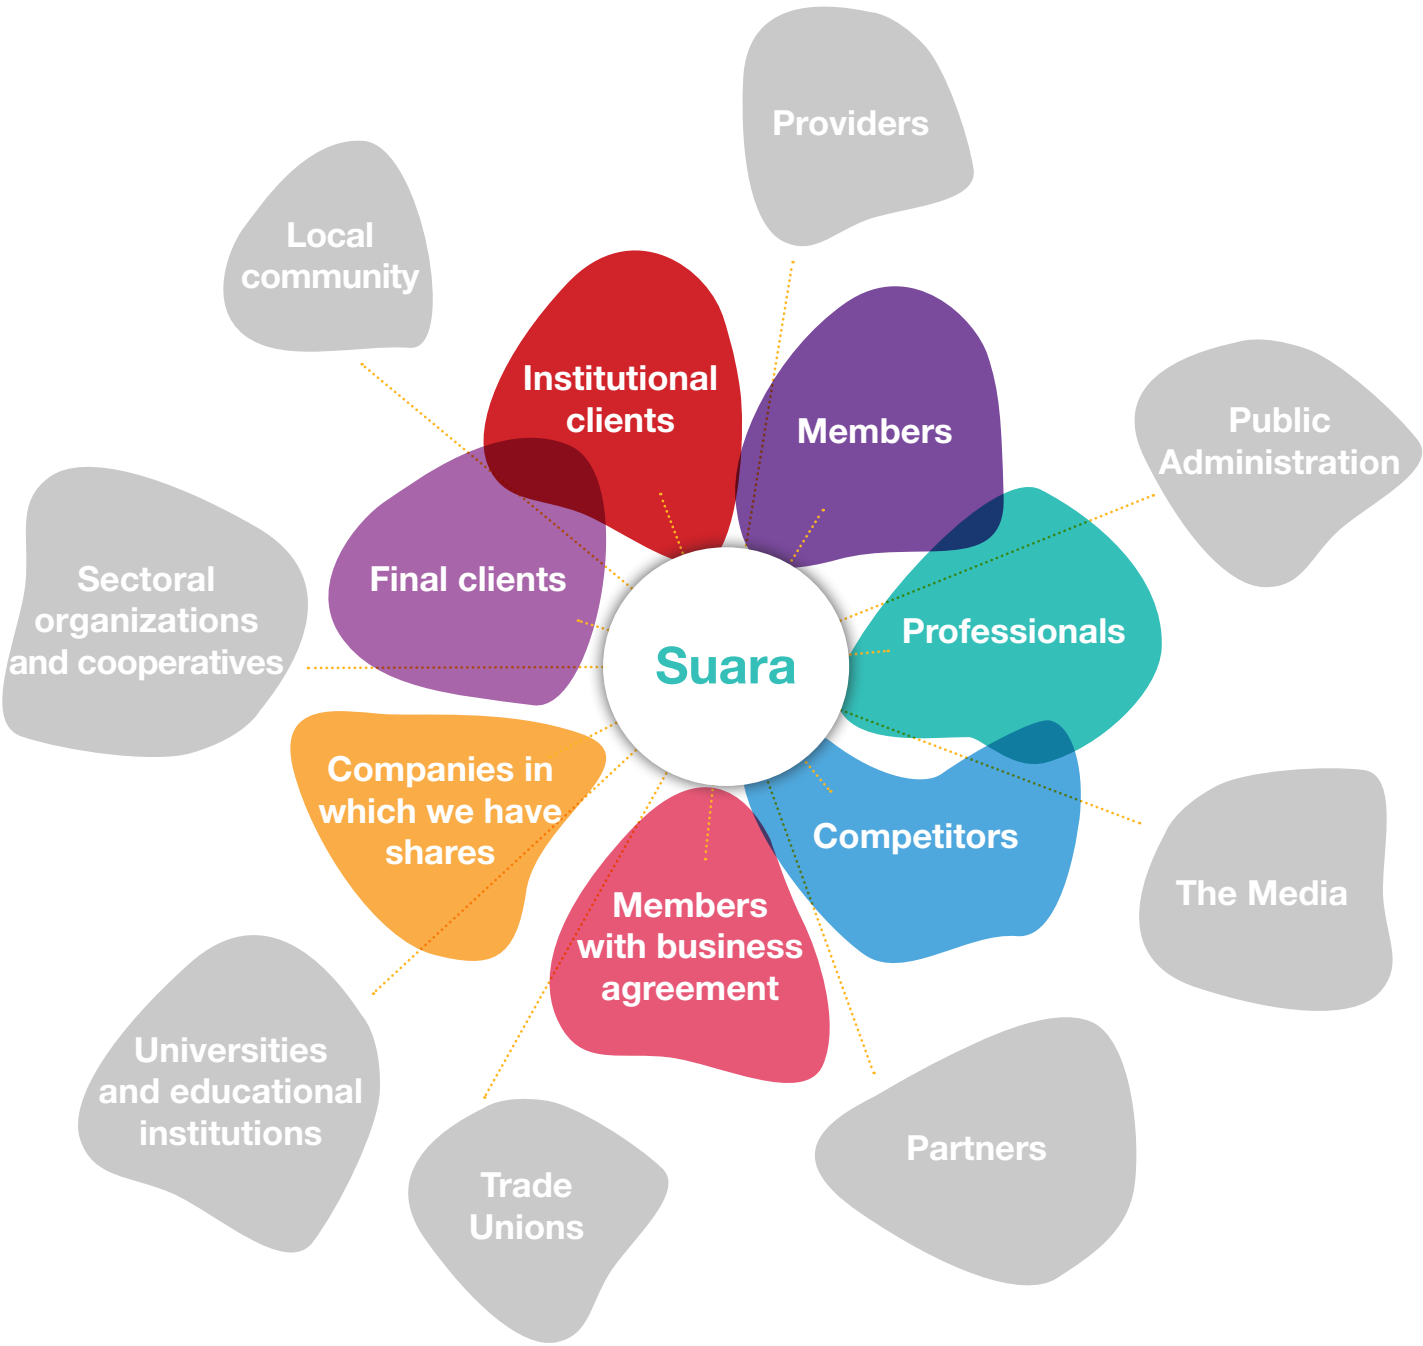 Providers
Local
community
Institutional
clients
Members
Public
Administration
Final clients
Sectoral
organizations
and cooperatives
Professionals
Suara
Companies in
which we have
shares
Competitors
Members
with business
agreement
The Media
Universities
and educational
institutions
Partners
Trade
Unions